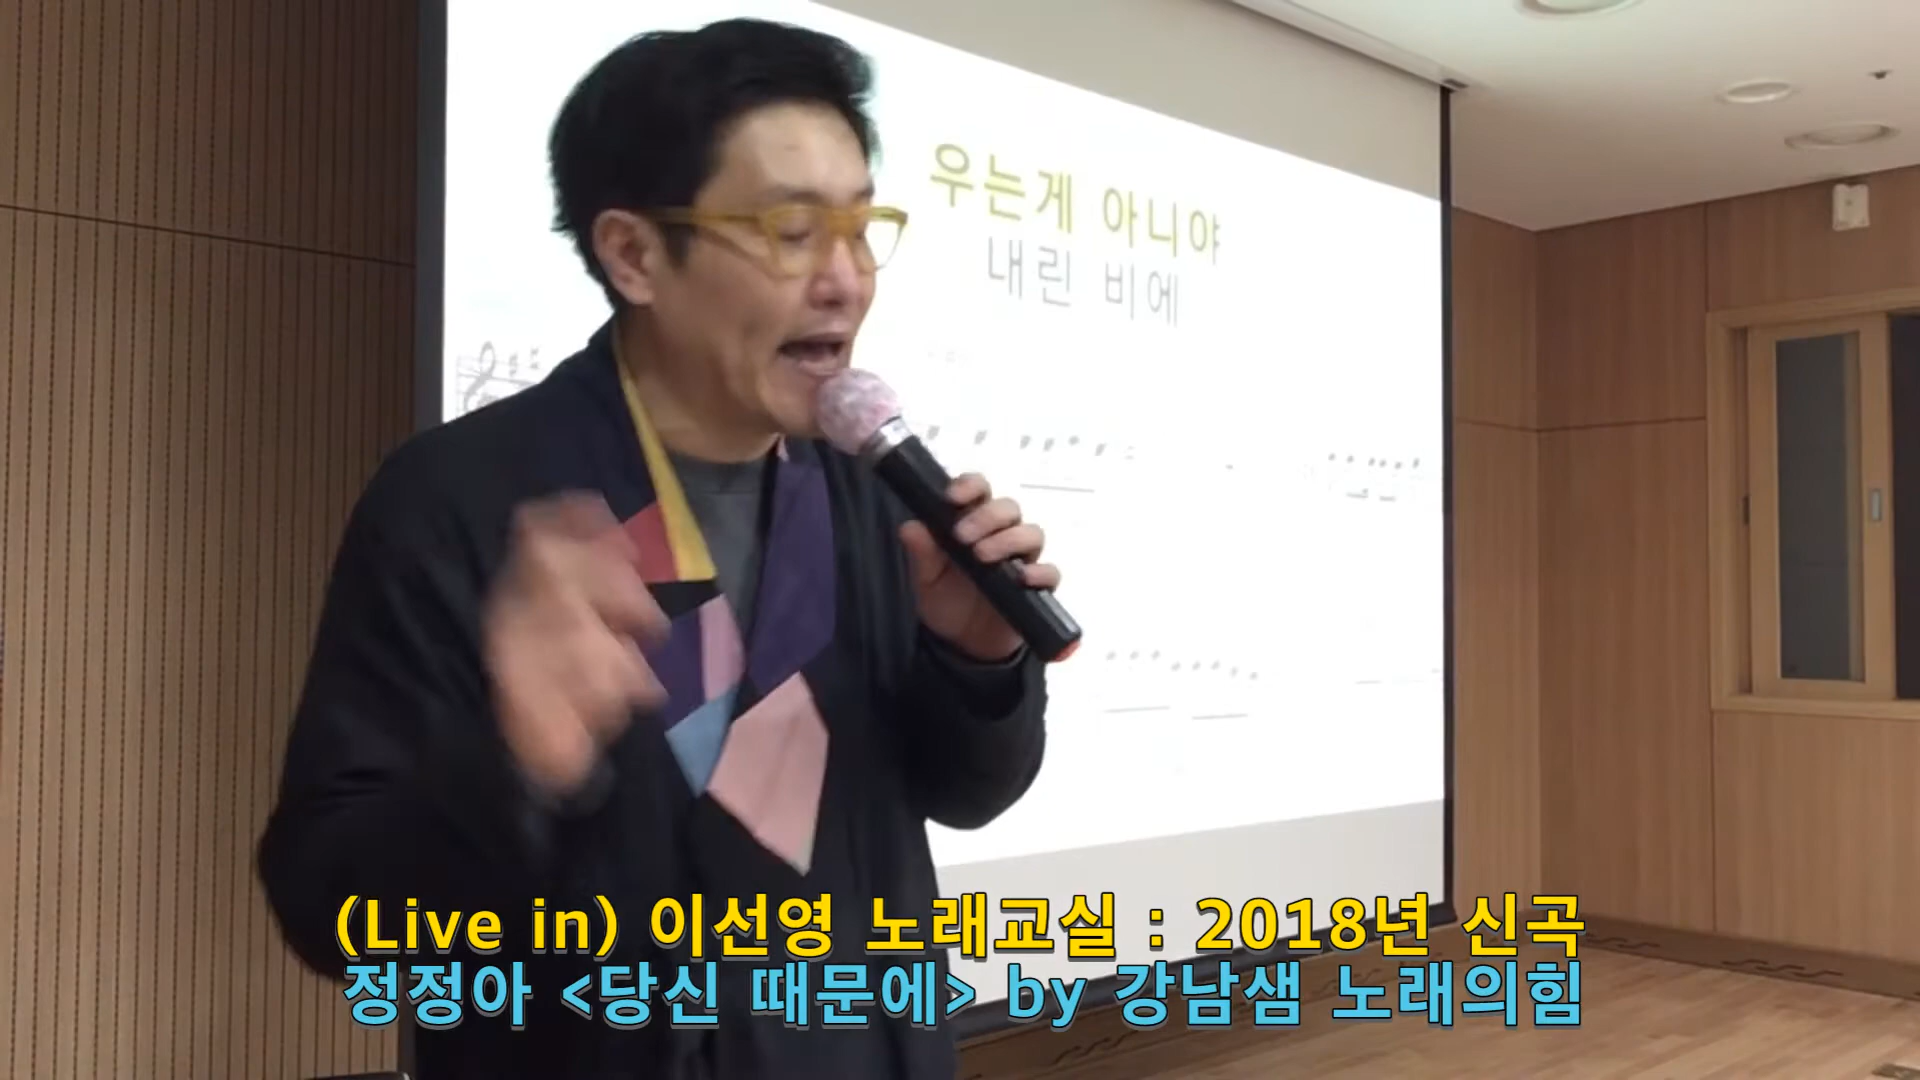 우는게 아니야
내린 비에
(Live in) 이선영 노래교실 : 2018년 신곡
정정아 <당신 때문에> by 강남샘 노래의힘